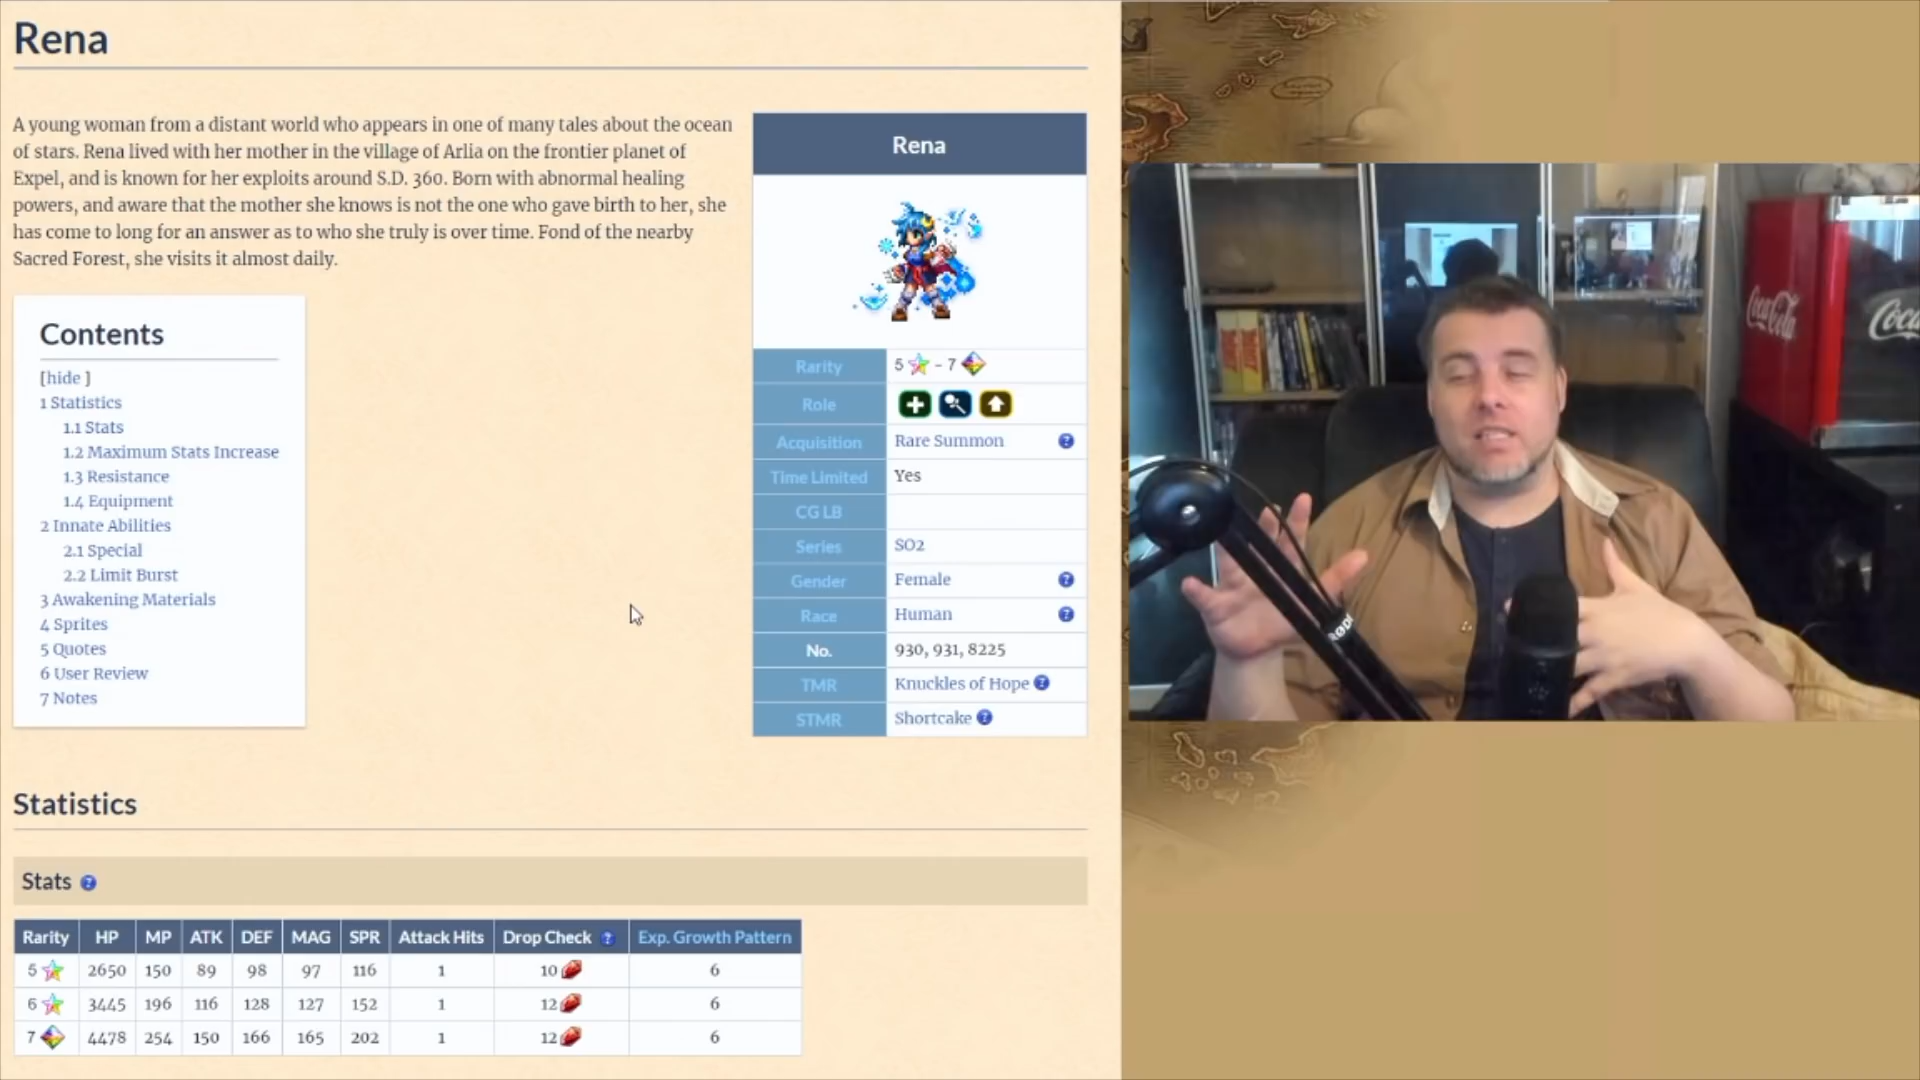 Rena
A young woman from a distant world who appears in one of many tales about the ocean
of stars. Rena lived with her mother in the village of Arlia on the frontier planet of
Expel, and is known for her exploits around S.D. 360. Born with abnormal healing
powers, and aware that the mother she knows is not the one who gave birth to her, she
has come to long for an answer as to who she truly is over time. Fond of the nearby
Sacred Forest, she visits it almost daily.
Contents
[hide ]
1 Statistics
1.1 Stats
1.2 Maximum Stats Increase
1.3 Resistance
1.4 Equipment
2 Innate Abilities
2.1 Special
2.2 Limit Burst
3 Awakening Materials
4 Sprites
5 Quotes
6 User Review
7 Notes
Rena
Rarity 5 - 7
Role
Acquisition Rare Summon ?
Time Limited Yes
CG LB
Series SO2
Gender Female ?
Race Human ?
No. 930, 931, 8225
TMR Knuckles of Hope ?
STMR Shortcake ?
Statistics
Stats ?
Rarity HP MP ATK DEF MAG SPR Attack Hits Drop Check ? Exp. Growth Pattern
5 2650 150 89 98 97 116 1 10 6
6 3445 196 116 128 127 152 1 12 6
7 4478 254 150 166 165 202 1 12 6
Coca-Cola
Coca
RØDE